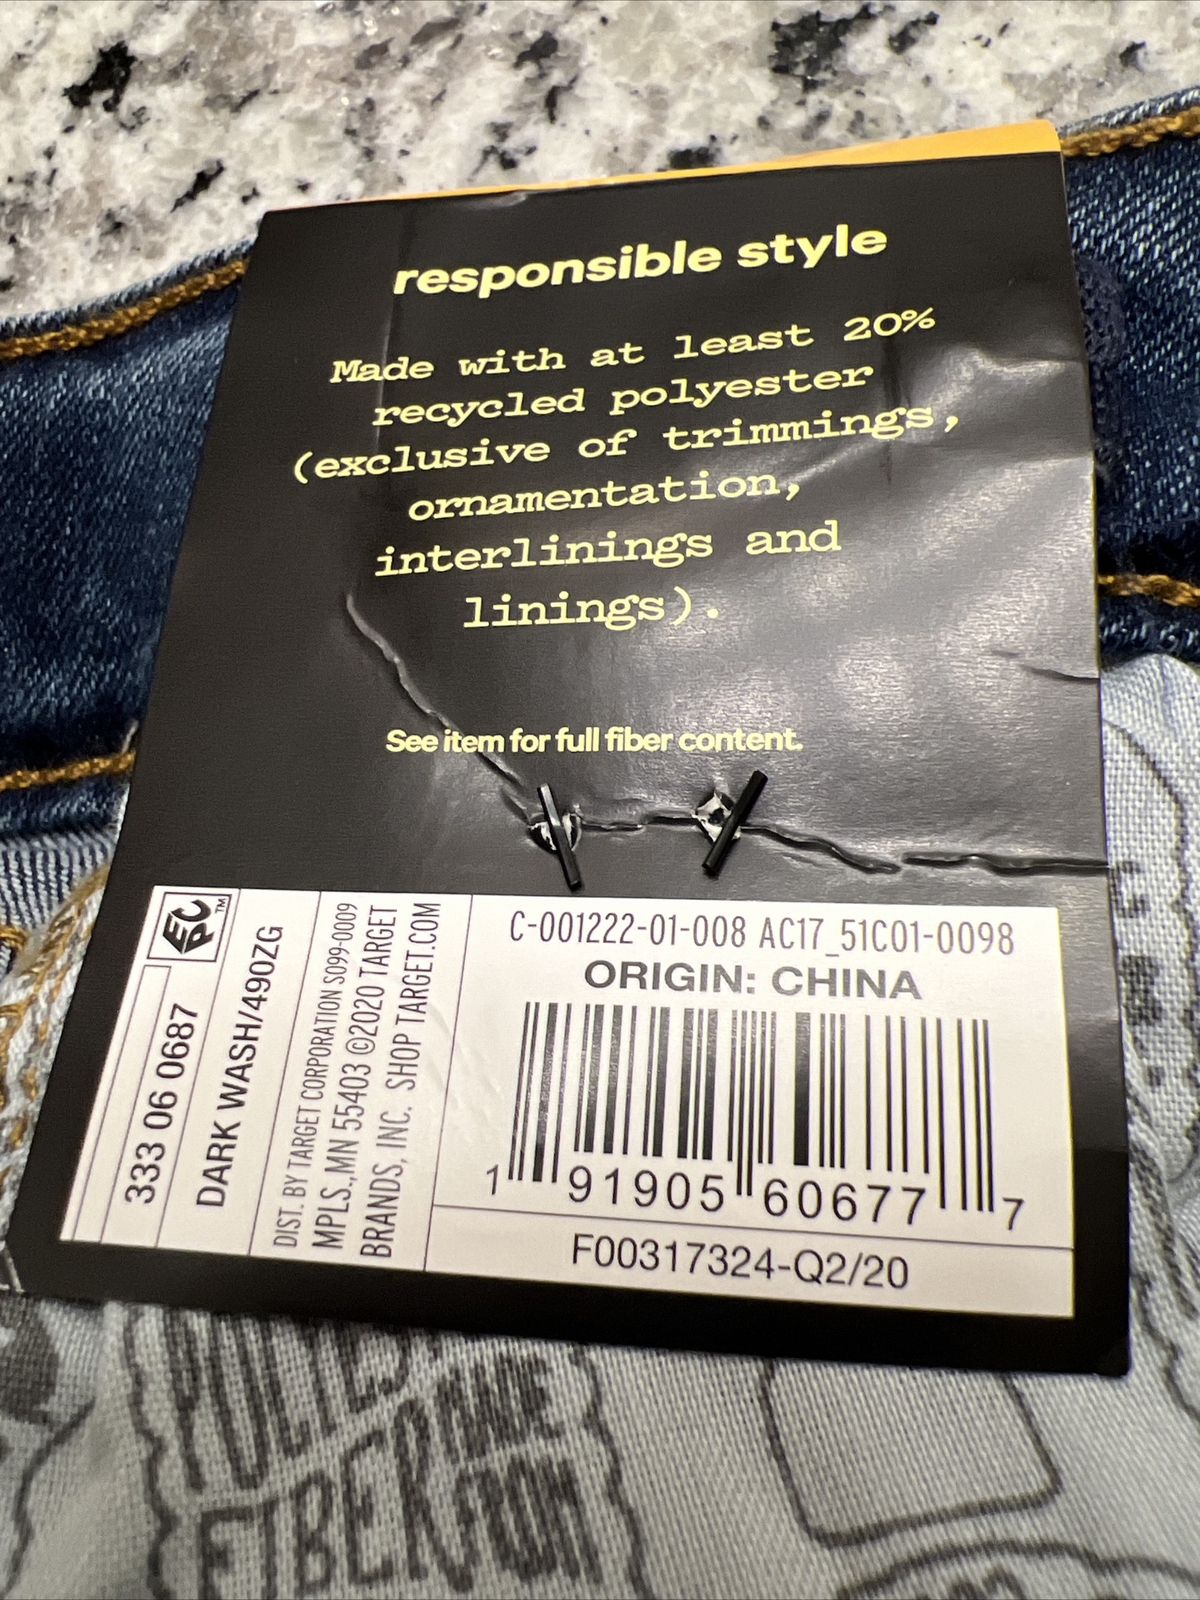 responsible style
Made with at least 20%
recycled polyester
(exclusive of trimmings,
ornamentation,
interlinings and
linings).
See item for full fiber content.
EPC™
333 06 0687
DARK WASH/490ZG
DIST. BY TARGET CORPORATION S099-0009
MPLS., MN 55403 ©2020 TARGET
BRANDS, INC. SHOP TARGET.COM
C-001222-01-008 AC17_51C01-0098
ORIGIN: CHINA
1 91905 60677 7
F00317324-Q2/20